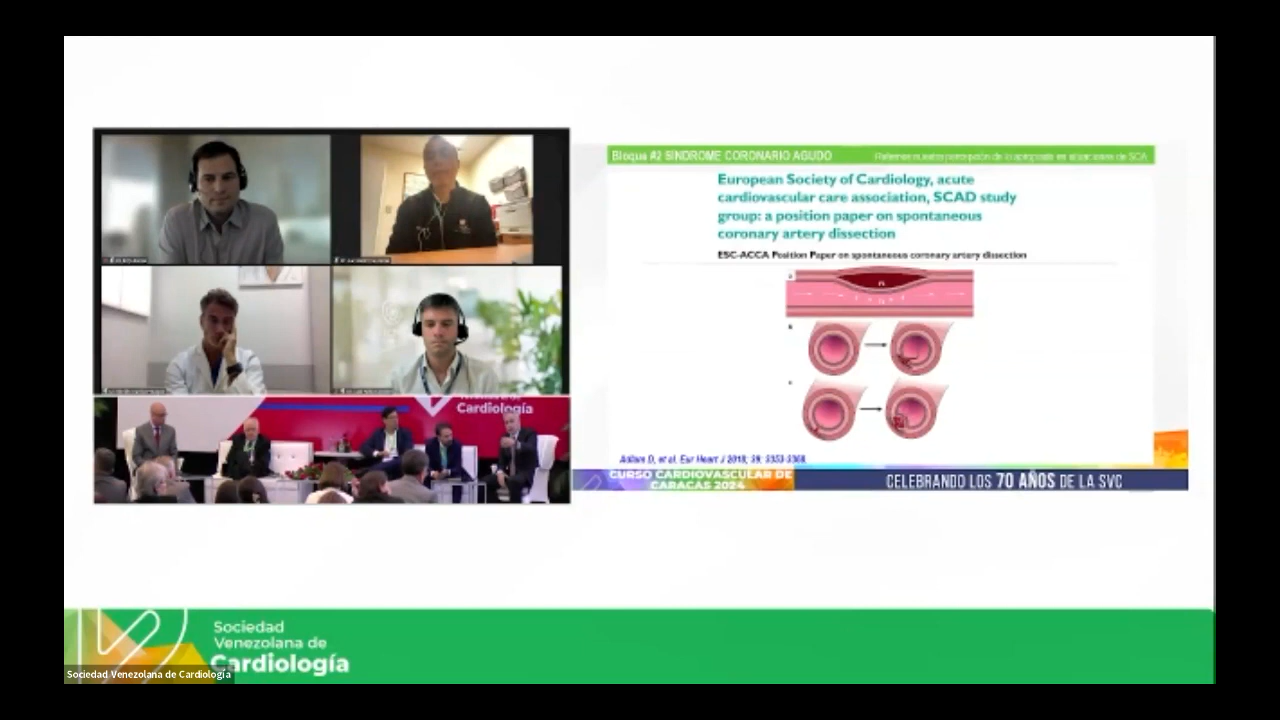 Cardiología
Bloque #2 SÍNDROME CORONARIO AGUDO
European Society of Cardiology, acute
cardiovascular care association, SCAD study
group: a position paper on spontaneous
coronary artery dissection
ESC-ACCA Position Paper on spontaneous coronary artery dissection
Adlam D, et al. Eur Heart J 2018; 39: 3353-3368.
CURSO CARDIOVASCULAR DE
CARACAS 2024
CELEBRANDO LOS 70 AÑOS DE LA SVC
Sociedad
Venezolana de
Cardiología
Sociedad Venezolana de Cardiología